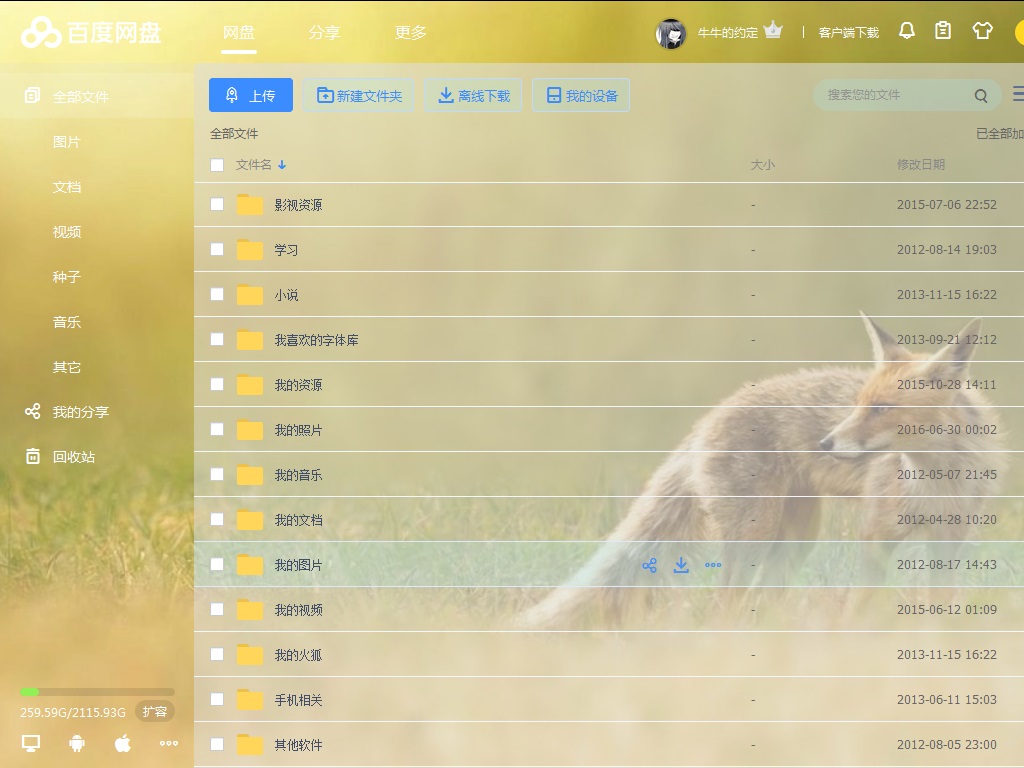 百度网盘 网盘 分享 更多 牛牛的约定 | 客户端下载
全部文件
图片
文档
视频
种子
音乐
其它
我的分享
回收站
259.59G/2115.93G 扩容
上传 新建文件夹 离线下载 我的设备 搜索您的文件
全部文件 已全部加
文件名 大小 修改日期
影视资源 - 2015-07-06 22:52
学习 - 2012-08-14 19:03
小说 - 2013-11-15 16:22
我喜欢的字体库 - 2013-09-21 12:12
我的资源 - 2015-10-28 14:11
我的照片 - 2016-06-30 00:02
我的音乐 - 2012-05-07 21:45
我的文档 - 2012-04-28 10:20
我的图片 - 2012-08-17 14:43
我的视频 - 2015-06-12 01:09
我的火狐 - 2013-11-15 16:22
手机相关 - 2013-06-11 15:03
其他软件 - 2012-08-05 23:00